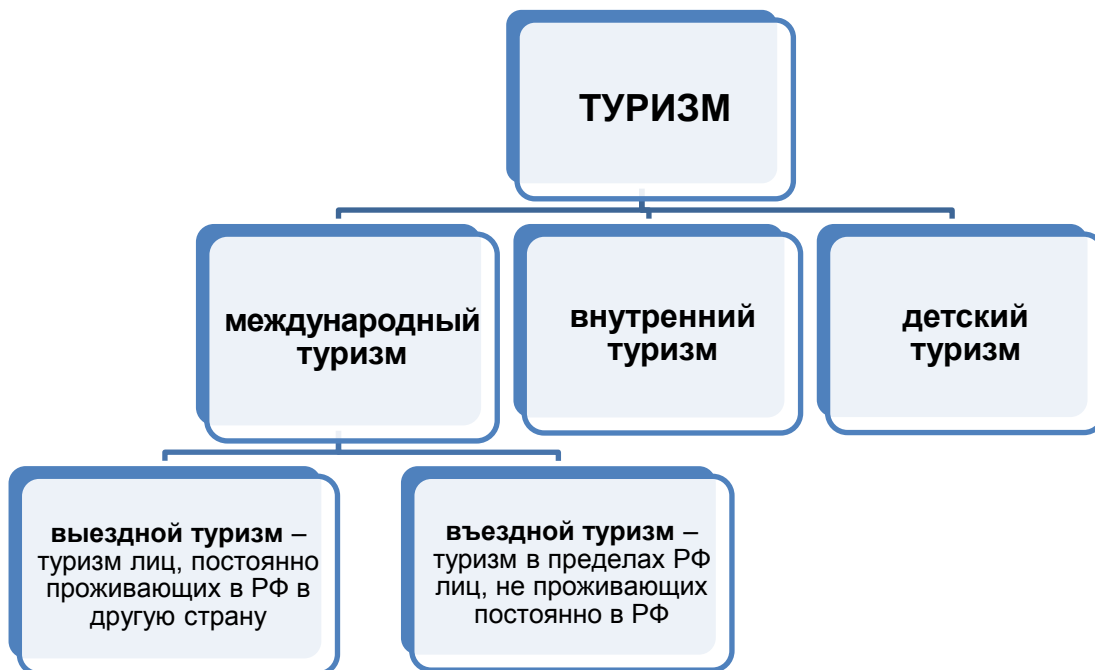 ТУРИЗМ
международный
туризм
внутренний
туризм
детский
туризм
выездной туризм –
туризм лиц, постоянно
проживающих в РФ в
другую страну
въездной туризм –
туризм в пределах РФ
лиц, не проживающих
постоянно в РФ